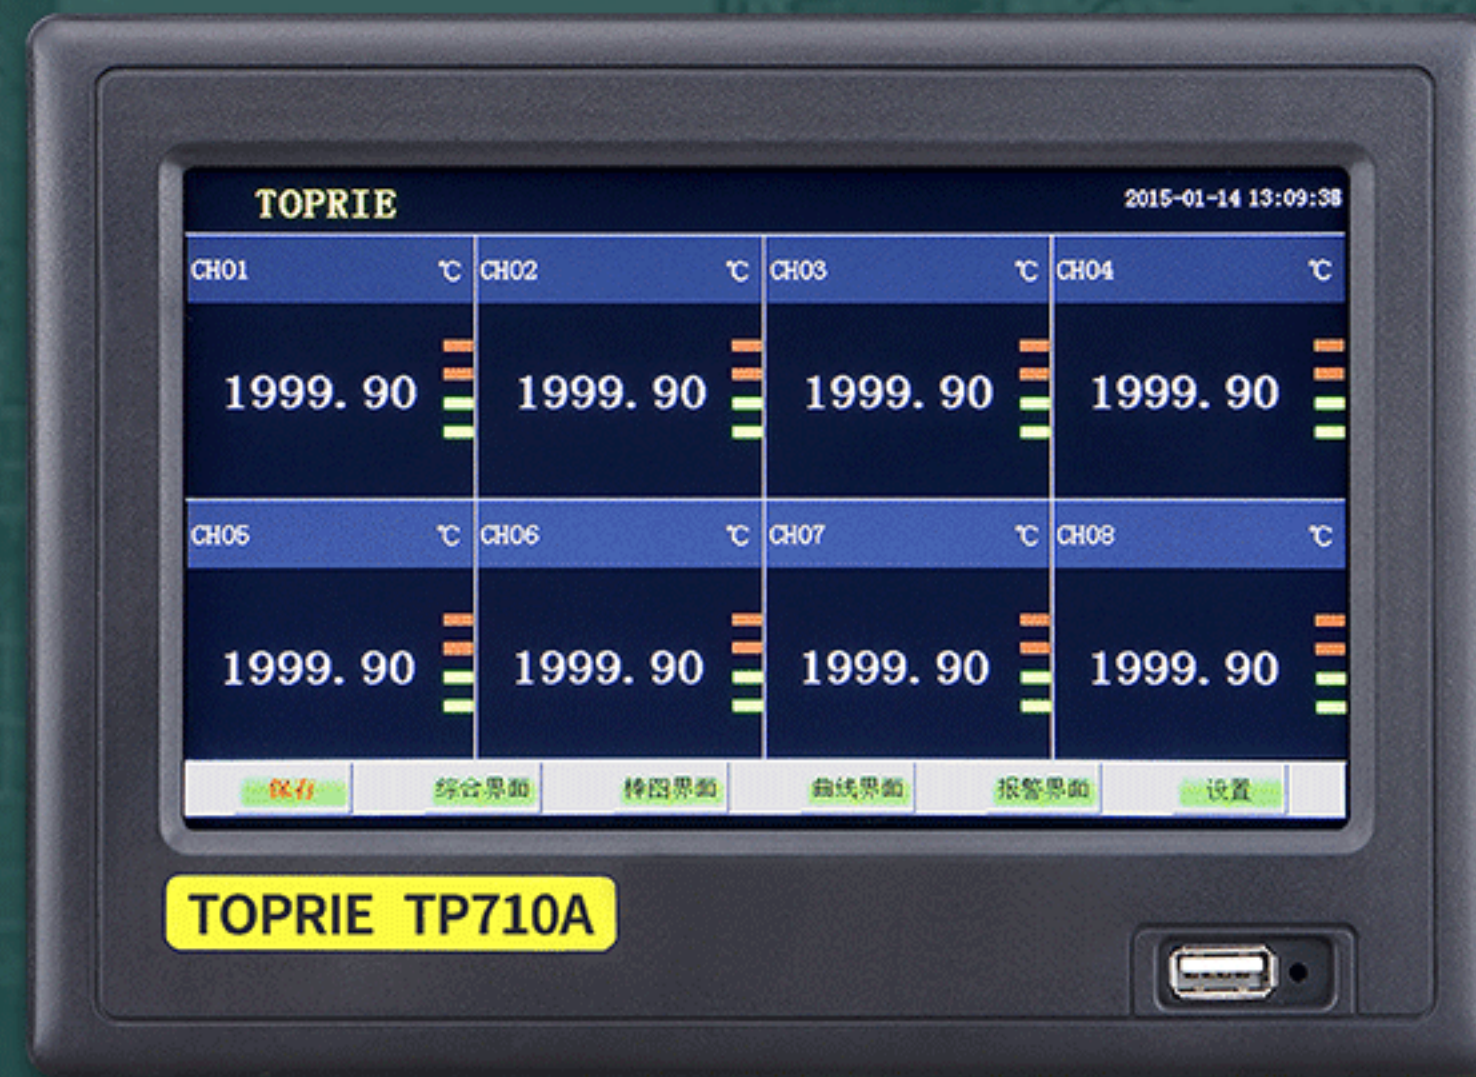 TOPRIE
2015-01-14 13:09:38
CH01 ℃ CH02 ℃ CH03 ℃ CH04 ℃
1999.90 1999.90 1999.90 1999.90
CH05 ℃ CH06 ℃ CH07 ℃ CH08 ℃
1999.90 1999.90 1999.90 1999.90
保存 综合界面 棒图界面 曲线界面 报警界面 设置
TOPRIE TP710A